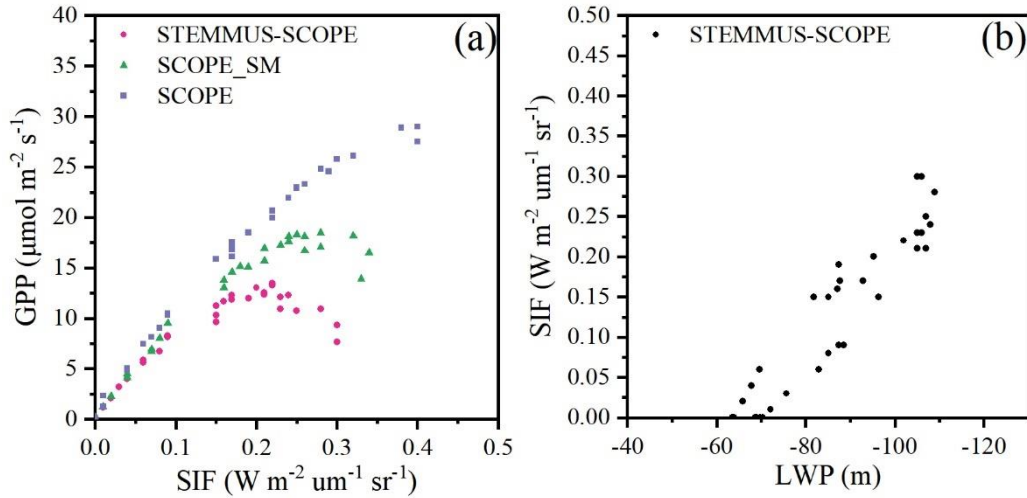 (a)
STEMMUS-SCOPE
SCOPE_SM
SCOPE
GPP (μmol m⁻² s⁻¹)
40
35
30
25
20
15
10
5
0
0.0 0.1 0.2 0.3 0.4 0.5
SIF (W m⁻² um⁻¹ sr⁻¹)
(b)
STEMMUS-SCOPE
SIF (W m⁻² um⁻¹ sr⁻¹)
0.50
0.45
0.40
0.35
0.30
0.25
0.20
0.15
0.10
0.05
0.00
-40 -60 -80 -100 -120
LWP (m)